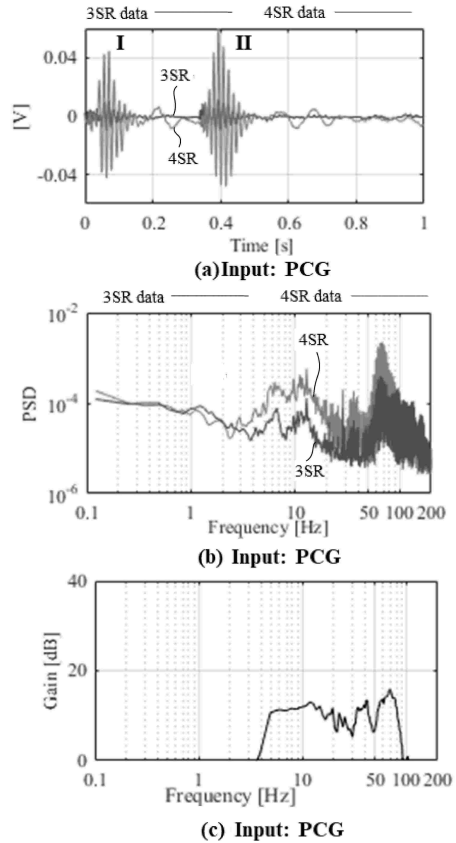 3SR data 4SR data
I II
0.04
3SR
[V]
0
4SR
-0.04
0 0.2 0.4 0.6 0.8 1
Time [s]
(a)Input: PCG
3SR data 4SR data
10-2
4SR
PSD
10-4
3SR
10-6
0.1 1 10 50 100 200
Frequency [Hz]
(b) Input: PCG
40
Gain [dB]
20
0
0.1 1 10 50 100 200
Frequency [Hz]
(c) Input: PCG